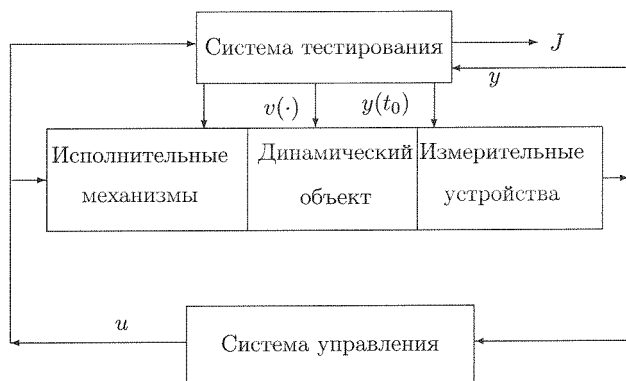 Система тестирования
J
y
v(·)
y(t₀)
Исполнительные
механизмы
Динамический
объект
Измерительные
устройства
u
Система управления